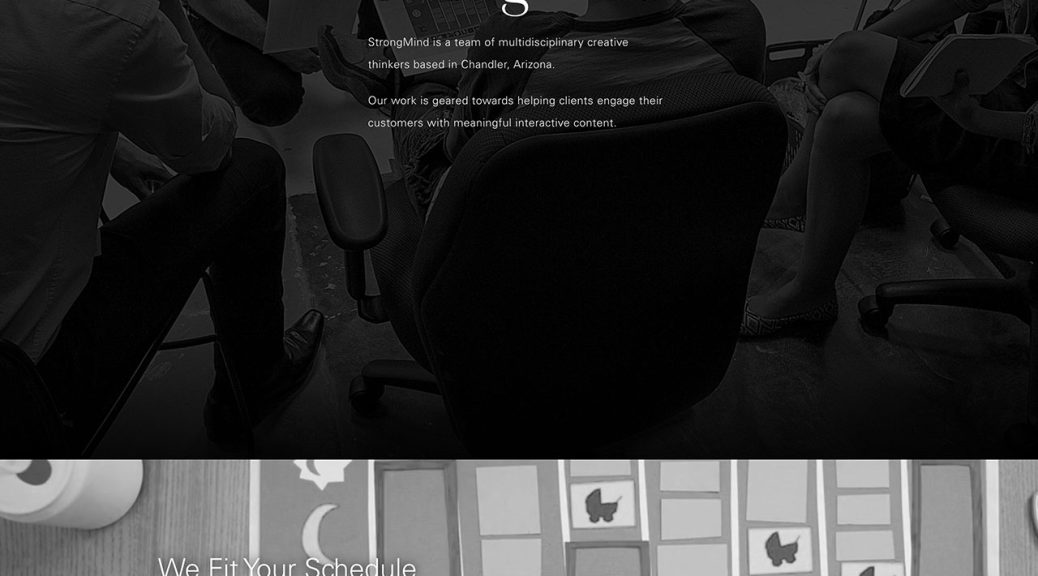 StrongMind is a team of multidisciplinary creative
thinkers based in Chandler, Arizona.
Our work is geared towards helping clients engage their
customers with meaningful interactive content.
We Fit Your Schedule